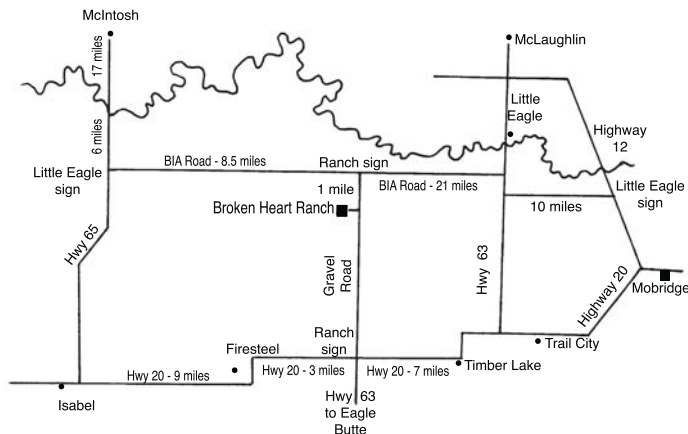 McIntosh
McLaughlin
17 miles
Little
Eagle
Highway
12
6 miles
BIA Road - 8.5 miles
Ranch sign
Little Eagle
sign
1 mile
BIA Road - 21 miles
Little Eagle
sign
Broken Heart Ranch
10 miles
Hwy 65
Gravel
Road
Hwy 63
Highway 20
Mobridge
Ranch
sign
Firesteel
Trail City
Hwy 20 - 9 miles
Hwy 20 - 3 miles
Hwy 20 - 7 miles
Timber Lake
Isabel
Hwy 63
to Eagle
Butte